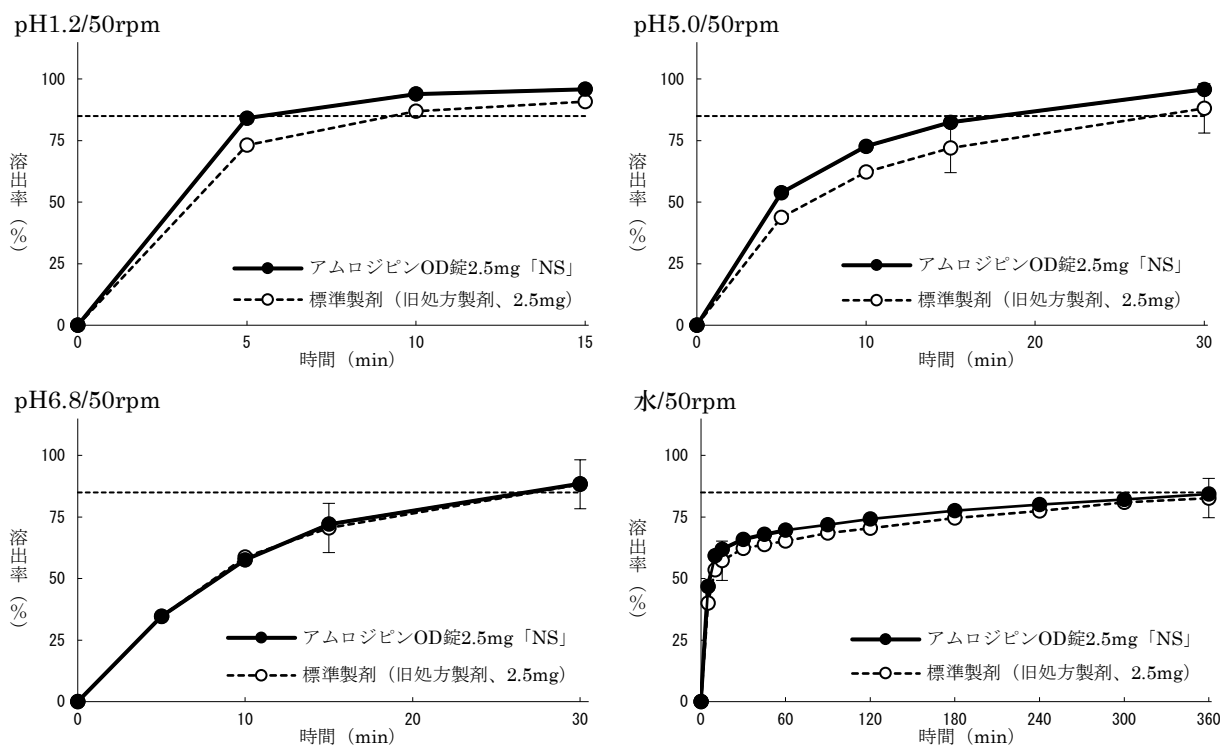 pH1.2/50rpm
100
75
50
25
0
溶出率(%)
アムロジピンOD錠2.5mg「NS」
標準製剤（旧処方製剤、2.5mg）
0 5 10 15
時間（min）
pH5.0/50rpm
100
75
50
25
0
溶出率(%)
アムロジピンOD錠2.5mg「NS」
標準製剤（旧処方製剤、2.5mg）
0 10 20 30
時間（min）
pH6.8/50rpm
100
75
50
25
0
溶出率(%)
アムロジピンOD錠2.5mg「NS」
標準製剤（旧処方製剤、2.5mg）
0 10 20 30
時間（min）
水/50rpm
100
75
50
25
0
溶出率(%)
アムロジピンOD錠2.5mg「NS」
標準製剤（旧処方製剤、2.5mg）
0 60 120 180 240 300 360
時間（min）